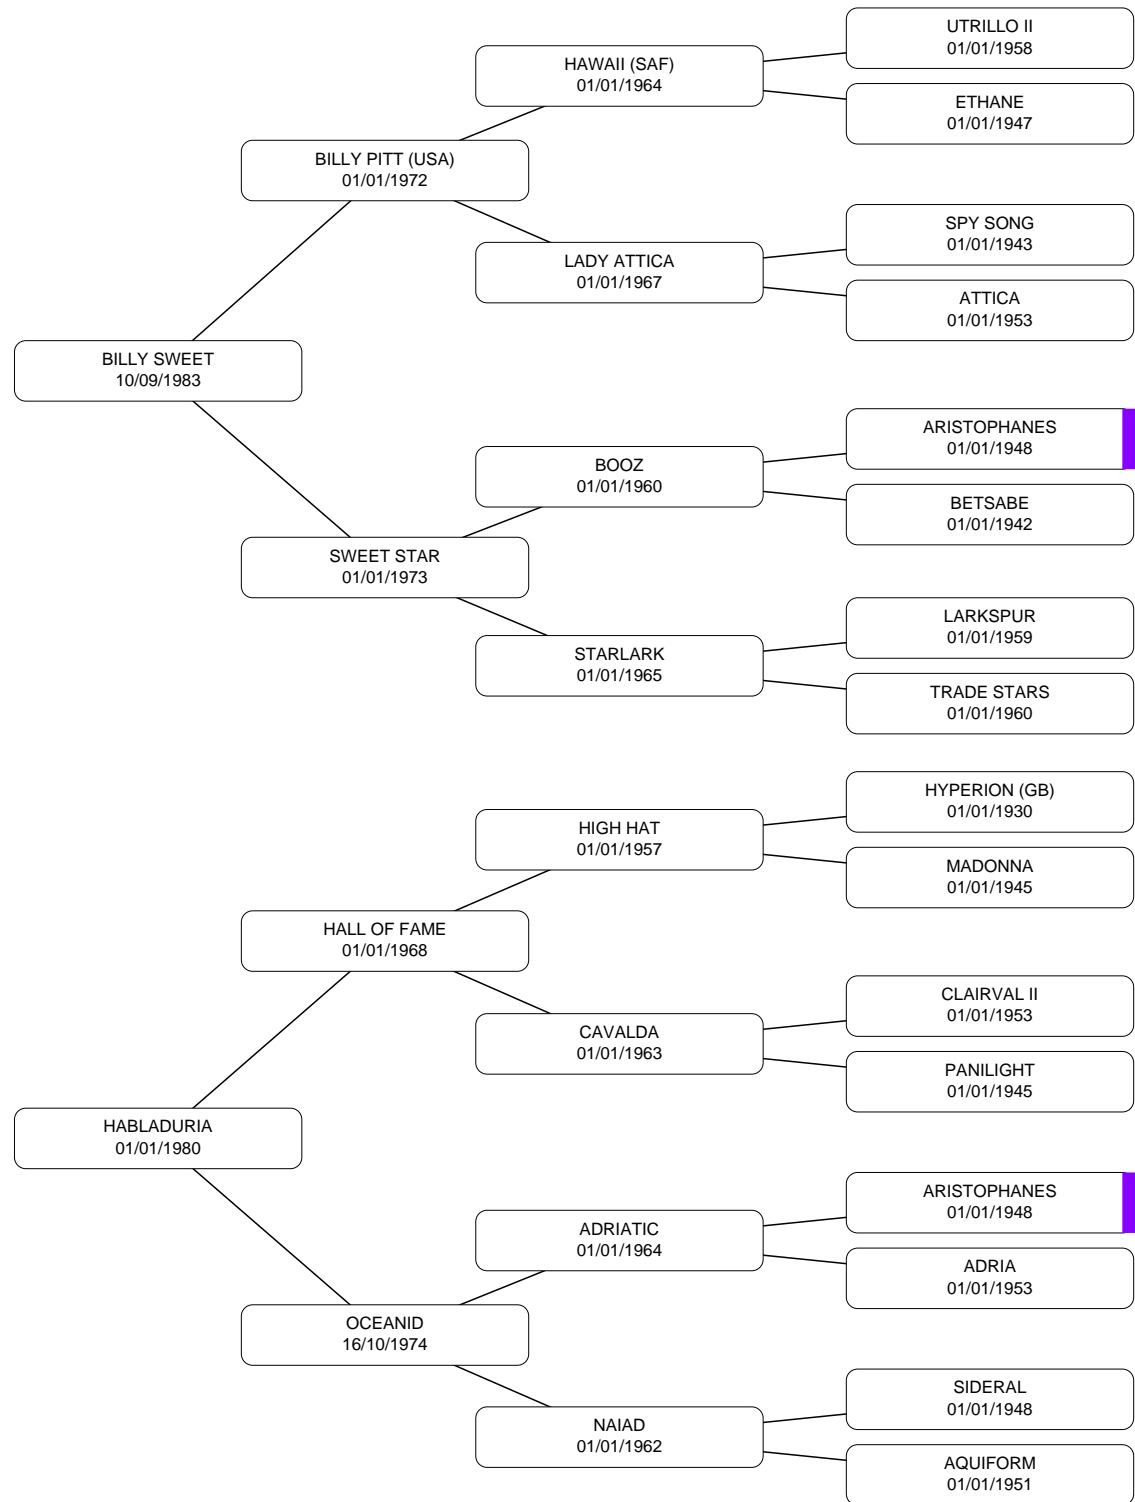 UTRILLO II
01/01/1958
HAWAII (SAF)
01/01/1964
ETHANE
01/01/1947
BILLY PITT (USA)
01/01/1972
SPY SONG
01/01/1943
LADY ATTICA
01/01/1967
ATTICA
01/01/1953
BILLY SWEET
10/09/1983
ARISTOPHANES
01/01/1948
BOOZ
01/01/1960
BETSABE
01/01/1942
SWEET STAR
01/01/1973
LARKSPUR
01/01/1959
STARLARK
01/01/1965
TRADE STARS
01/01/1960
HYPERION (GB)
01/01/1930
HIGH HAT
01/01/1957
MADONNA
01/01/1945
HALL OF FAME
01/01/1968
CLAIRVAL II
01/01/1953
CAVALDA
01/01/1963
PANILIGHT
01/01/1945
HABLADURIA
01/01/1980
ARISTOPHANES
01/01/1948
ADRIATIC
01/01/1964
ADRIA
01/01/1953
OCEANID
16/10/1974
SIDERAL
01/01/1948
NAIAD
01/01/1962
AQUIFORM
01/01/1951